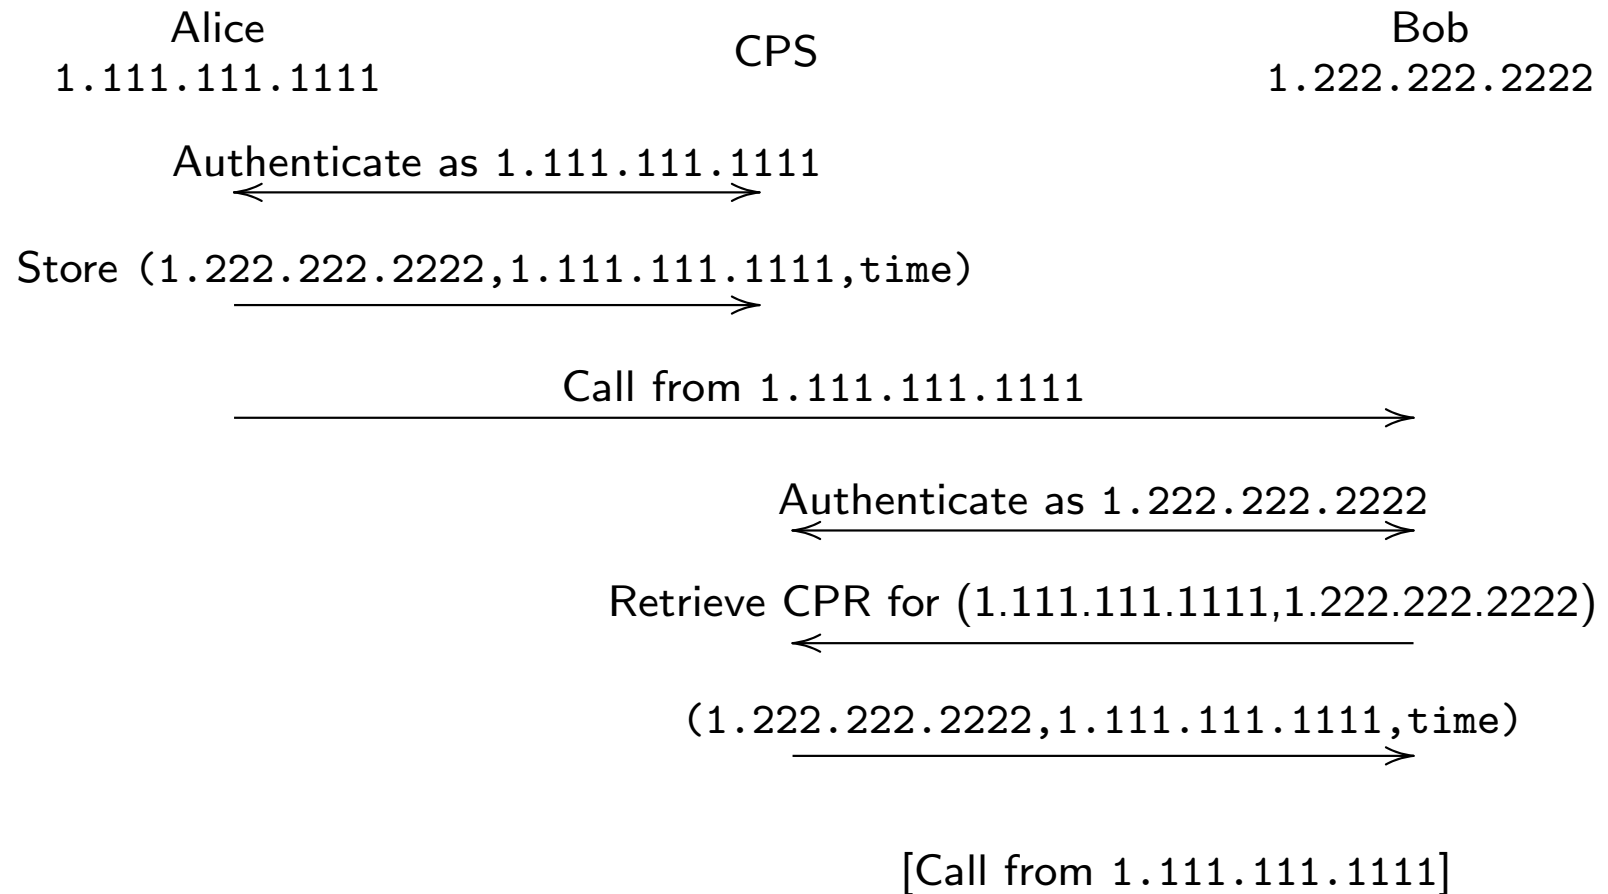 Alice
1.111.111.1111
CPS
Bob
1.222.222.2222
Authenticate as 1.111.111.1111
Store (1.222.222.2222,1.111.111.1111,time)
Call from 1.111.111.1111
Authenticate as 1.222.222.2222
Retrieve CPR for (1.111.111.1111,1.222.222.2222)
(1.222.222.2222,1.111.111.1111,time)
[Call from 1.111.111.1111]